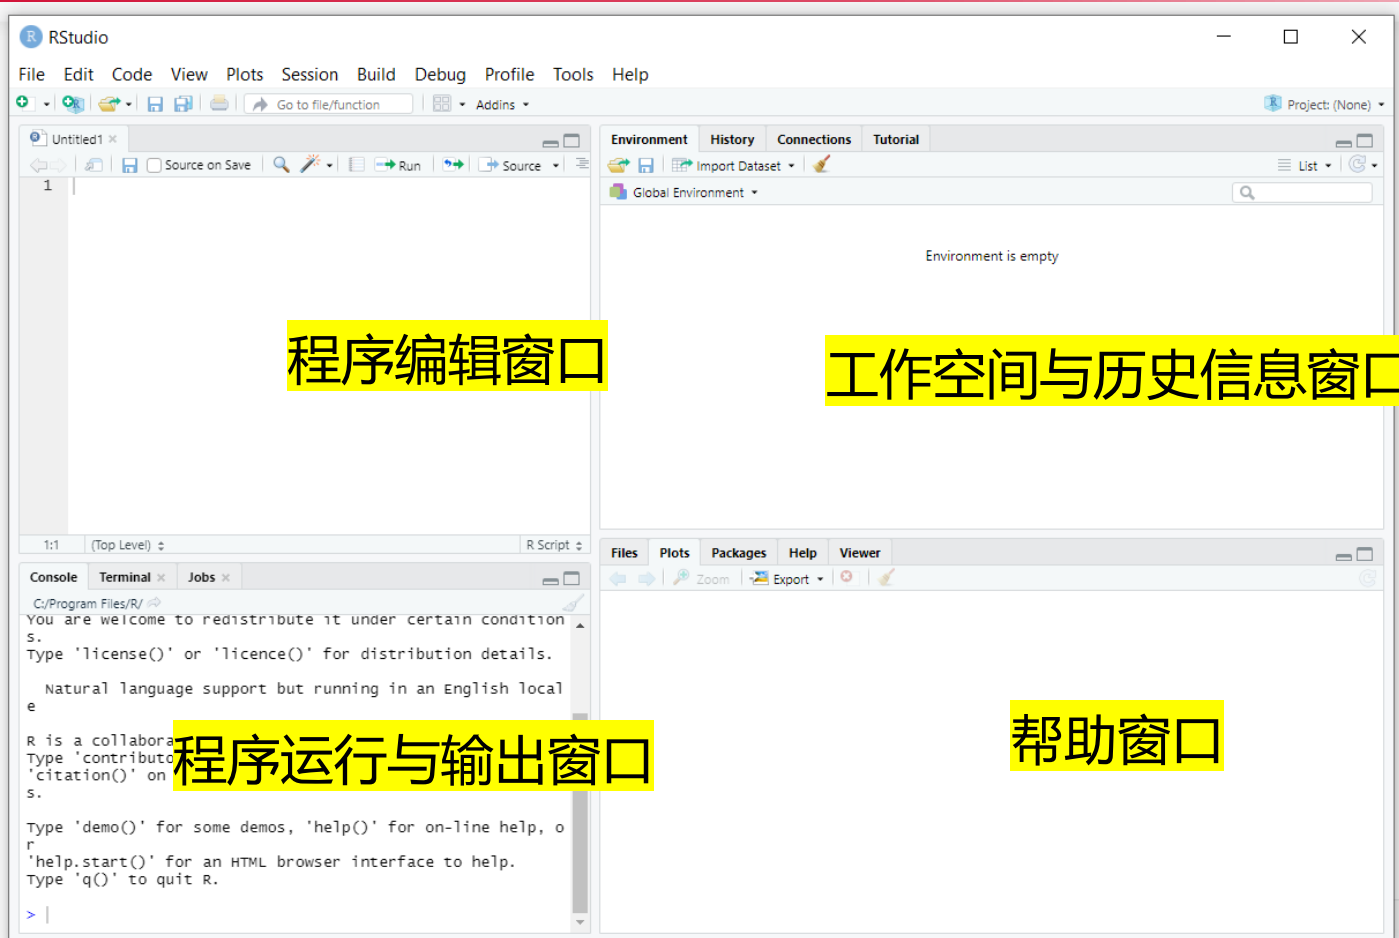 RStudio
File Edit Code View Plots Session Build Debug Profile Tools Help
Go to file/function Addins Project: (None)
Untitled1
Source on Save Run Source
1
程序编辑窗口
1:1 (Top Level) R Script
Environment History Connections Tutorial
Import Dataset List
Global Environment
Environment is empty
工作空间与历史信息窗口
Console Terminal Jobs
C:/Program Files/R/
You are welcome to redistribute it under certain condition
s.
Type 'license()' or 'licence()' for distribution details.
Natural language support but running in an English local
e
R is a collabora
Type 'contributo
'citation()' on
s.
程序运行与输出窗口
Type 'demo()' for some demos, 'help()' for on-line help, o
r
'help.start()' for an HTML browser interface to help.
Type 'q()' to quit R.
>
Files Plots Packages Help Viewer
Zoom Export
帮助窗口